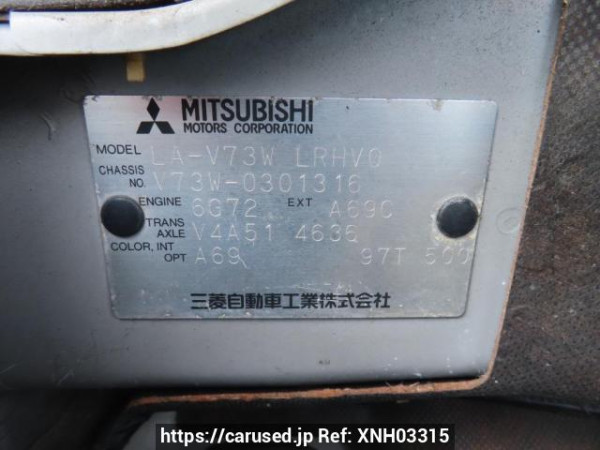 MITSUBISHI
MOTORS CORPORATION
MODEL LA-V73W LRHVQ
CHASSIS NO. V73W-0301316
ENGINE 6G72 EXT A69C
TRANS AXLE V4A51 4636
COLOR, INT OPT A69 97T 500
三菱自動車工業株式会社
https://carused.jp Ref: XNH03315